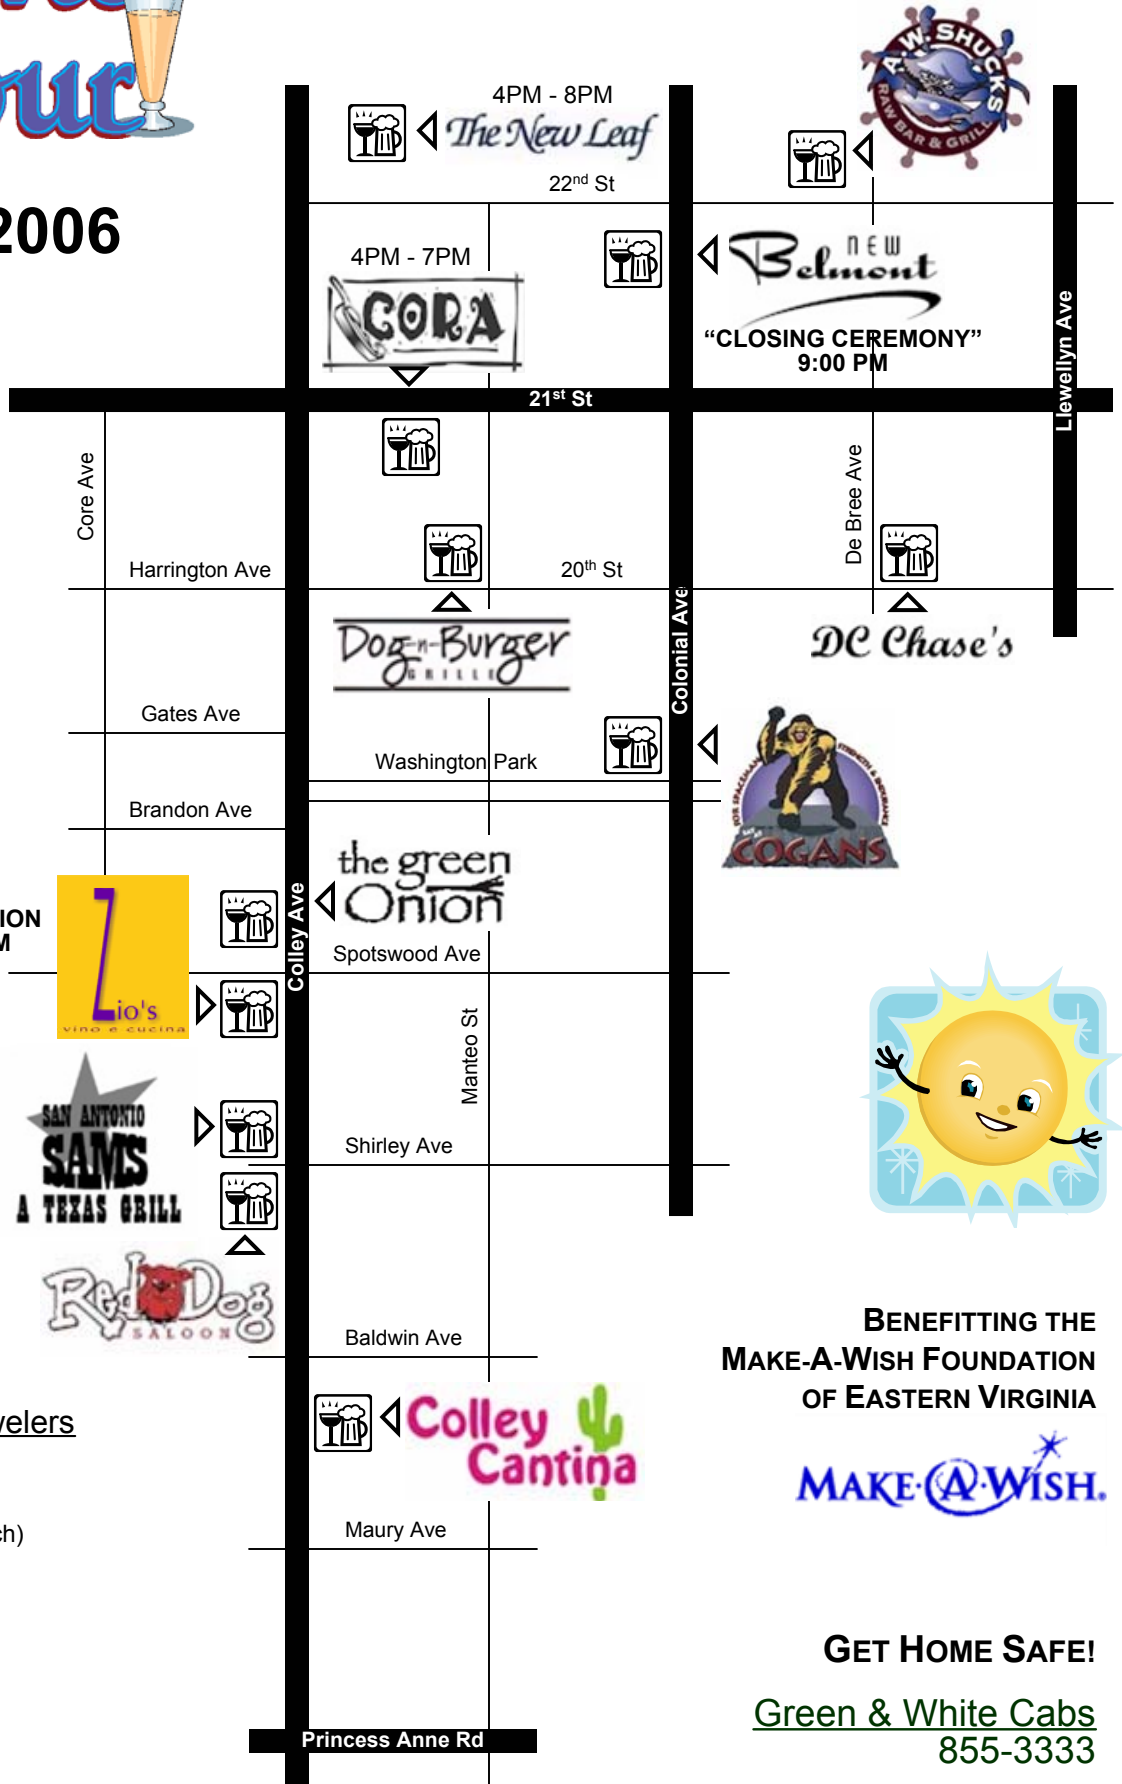 our
2006
A.W. SHUCKS
RAW BAR & GRILL
4PM - 8PM
The New Leaf
22nd St
4PM - 7PM
CORA
NEW
Belmont
“CLOSING CEREMONY”
9:00 PM
Llewellyn Ave
21st St
Core Ave
De Bree Ave
Harrington Ave
20th St
Dog-n-Burger
GRILLE
Colonial Ave
DC Chase's
Gates Ave
Washington Park
COGANS
Brandon Ave
the green
Onion
Colley Ave
ION
M
Zio's
vino e cucina
Spotswood Ave
Manteo St
SAN ANTONIO
SAMS
A TEXAS GRILL
Shirley Ave
Red Dog
SALOON
Baldwin Ave
BENEFITTING THE
MAKE-A-WISH FOUNDATION
OF EASTERN VIRGINIA
welers
Colley
Cantina
MAKE·A·WISH®
ch)
Maury Ave
GET HOME SAFE!
Green & White Cabs
855-3333
Princess Anne Rd